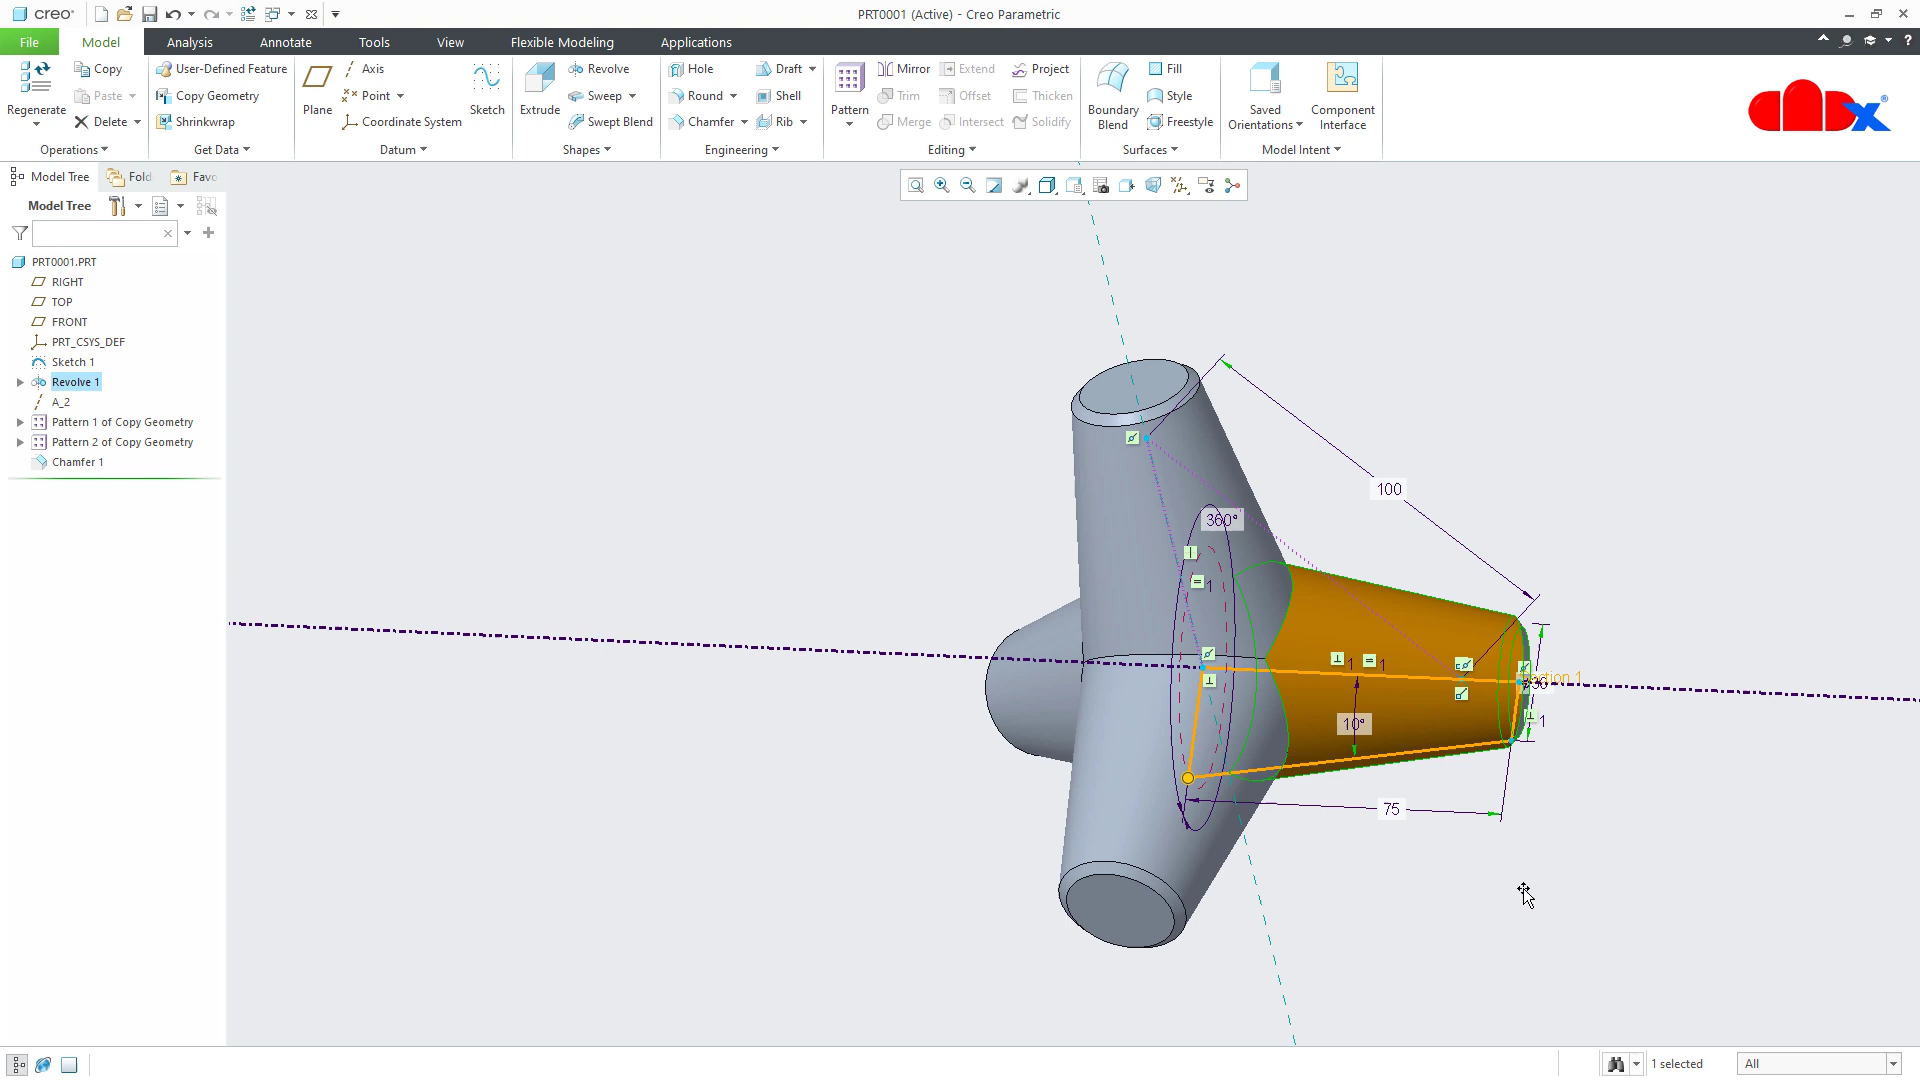 creo® PRT0001 (Active) - Creo Parametric
File Model Analysis Annotate Tools View Flexible Modeling Applications
Regenerate Copy Paste Delete Operations
User-Defined Feature Copy Geometry Shrinkwrap Get Data
Plane Axis Point Coordinate System Sketch Datum
Extrude Revolve Sweep Swept Blend Shapes
Hole Round Chamfer Draft Shell Rib Engineering
Pattern Mirror Trim Merge Extend Offset Intersect Project Thicken Solidify Editing
Boundary Blend Fill Style Freestyle Surfaces
Saved Orientations Component Interface Model Intent
CADx®
Model Tree Fold Favo
Model Tree
PRT0001.PRT
RIGHT
TOP
FRONT
PRT_CSYS_DEF
Sketch 1
Revolve 1
A_2
Pattern 1 of Copy Geometry
Pattern 2 of Copy Geometry
Chamfer 1
100
360°
1
1 1
10°
1
75
1 selected All